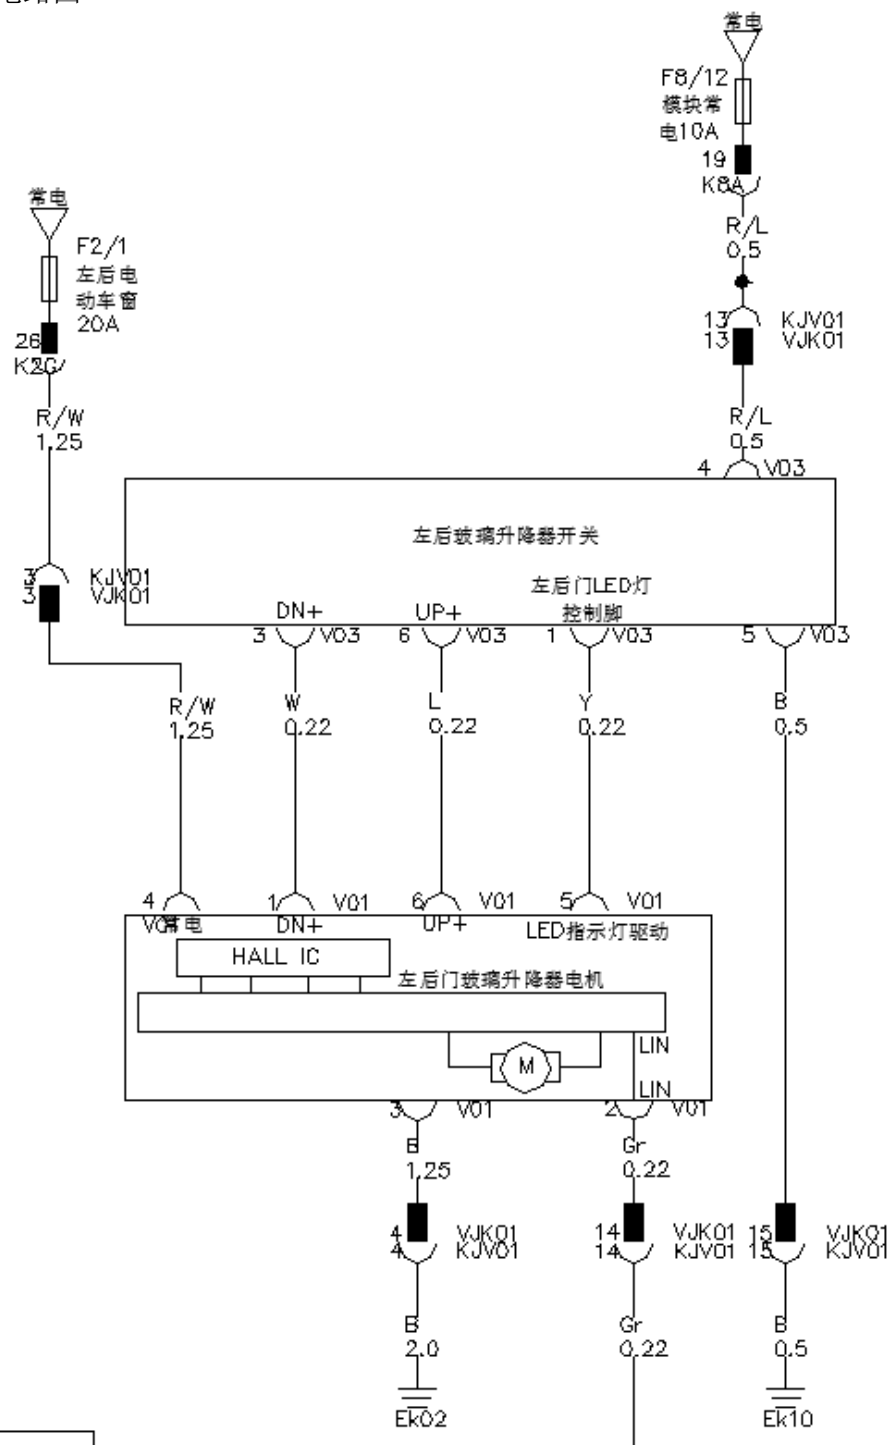 常电
F8/12
模块常
电10A
19
K8A
R/L
0.5
常电
F2/1
左后电
动车窗
20A
26
K2G
13 KJV01
13 VJK01
R/W
1.25
R/L
0.5
4 V03
左后玻璃升降器开关
3 KJV01
3 VJK01
左后门LED灯
控制脚
DN+
UP+
3 V03
6 V03
1 V03
5 V03
R/W
1.25
W
0.22
L
0.22
Y
0.22
B
0.5
4
1 V01
6 V01
5 V01
常电
DN+
UP+
LED指示灯驱动
HALL IC
左后门玻璃升降器电机
LIN
M
LIN
3 V01
2 V01
B
1.25
Gr
0.22
4 VJK01
4 KJV01
14 VJK01
14 KJV01
15 VJK01
15 KJV01
B
2.0
Gr
0.22
B
0.5
Ek02
Ek10